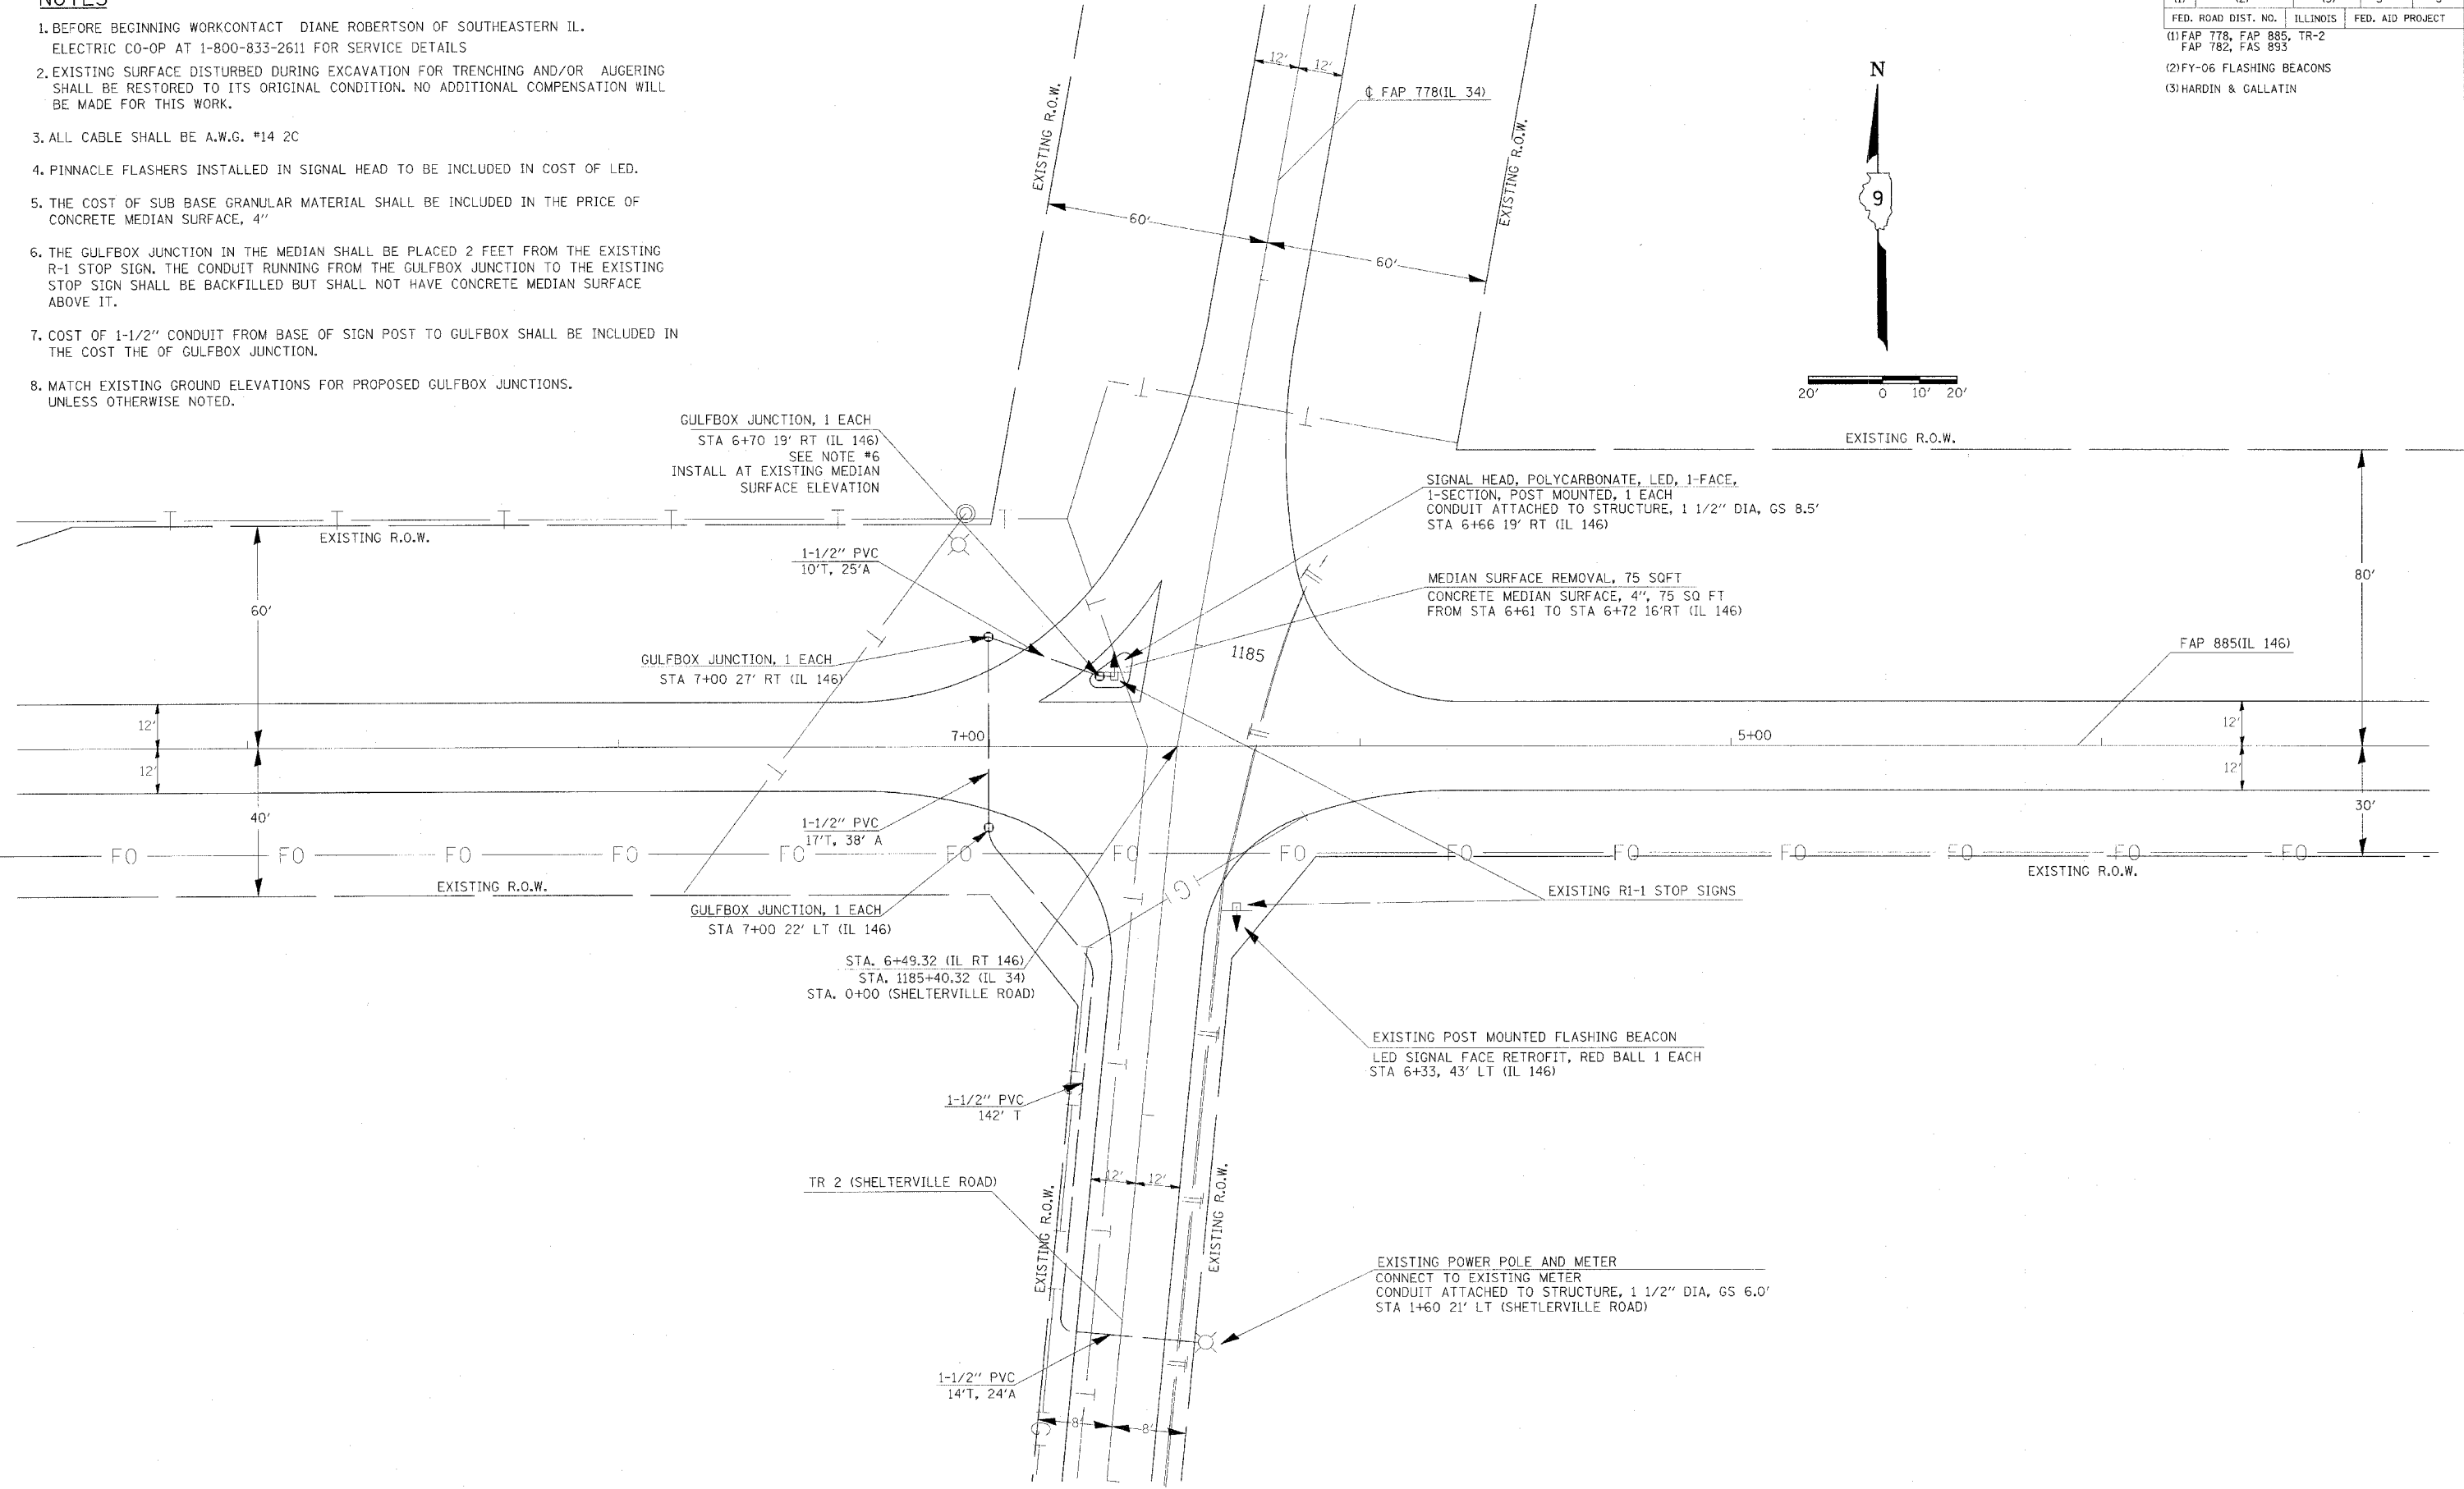 NOTES
1. BEFORE BEGINNING WORKCONTACT DIANE ROBERTSON OF SOUTHEASTERN IL.
ELECTRIC CO-OP AT 1-800-833-2611 FOR SERVICE DETAILS
2. EXISTING SURFACE DISTURBED DURING EXCAVATION FOR TRENCHING AND/OR AUGERING
SHALL BE RESTORED TO ITS ORIGINAL CONDITION. NO ADDITIONAL COMPENSATION WILL
BE MADE FOR THIS WORK.
3. ALL CABLE SHALL BE A.W.G. #14 2C
4. PINNACLE FLASHERS INSTALLED IN SIGNAL HEAD TO BE INCLUDED IN COST OF LED.
5. THE COST OF SUB BASE GRANULAR MATERIAL SHALL BE INCLUDED IN THE PRICE OF
CONCRETE MEDIAN SURFACE, 4"
6. THE GULFBOX JUNCTION IN THE MEDIAN SHALL BE PLACED 2 FEET FROM THE EXISTING
R-1 STOP SIGN. THE CONDUIT RUNNING FROM THE GULFBOX JUNCTION TO THE EXISTING
STOP SIGN SHALL BE BACKFILLED BUT SHALL NOT HAVE CONCRETE MEDIAN SURFACE
ABOVE IT.
7. COST OF 1-1/2" CONDUIT FROM BASE OF SIGN POST TO GULFBOX SHALL BE INCLUDED IN
THE COST THE OF GULFBOX JUNCTION.
8. MATCH EXISTING GROUND ELEVATIONS FOR PROPOSED GULFBOX JUNCTIONS.
UNLESS OTHERWISE NOTED.
FED. ROAD DIST. NO. ILLINOIS FED. AID PROJECT
(1) FAP 778, FAP 885, TR-2
FAP 782, FAS 893
(2) FY-06 FLASHING BEACONS
(3) HARDIN & GALLATIN
N
9
20' 0 10' 20'
12' 12'
℄ FAP 778(IL 34)
EXISTING R.O.W.
EXISTING R.O.W.
60'
60'
GULFBOX JUNCTION, 1 EACH
STA 6+70 19' RT (IL 146)
SEE NOTE #6
INSTALL AT EXISTING MEDIAN
SURFACE ELEVATION
EXISTING R.O.W.
SIGNAL HEAD, POLYCARBONATE, LED, 1-FACE,
1-SECTION, POST MOUNTED, 1 EACH
CONDUIT ATTACHED TO STRUCTURE, 1 1/2" DIA, GS 8.5'
STA 6+66 19' RT (IL 146)
T T T T T T
EXISTING R.O.W.
1-1/2" PVC
10'T, 25'A
MEDIAN SURFACE REMOVAL, 75 SQFT
CONCRETE MEDIAN SURFACE, 4", 75 SQ FT
FROM STA 6+61 TO STA 6+72 16'RT (IL 146)
60'
80'
GULFBOX JUNCTION, 1 EACH
STA 7+00 27' RT (IL 146)
1185
FAP 885(IL 146)
12'
12'
7+00
5+00
12'
12'
40'
30'
1-1/2" PVC
17'T, 38' A
FO FO FO FO FO FO FO FO FO FO FO FO FO FO
EXISTING R.O.W.
EXISTING R.O.W.
G
EXISTING R1-1 STOP SIGNS
GULFBOX JUNCTION, 1 EACH
STA 7+00 22' LT (IL 146)
STA. 6+49.32 (IL RT 146)
STA. 1185+40.32 (IL 34)
STA. 0+00 (SHELTERVILLE ROAD)
EXISTING POST MOUNTED FLASHING BEACON
LED SIGNAL FACE RETROFIT, RED BALL 1 EACH
STA 6+33, 43' LT (IL 146)
1-1/2" PVC
142' T
12' 12'
TR 2 (SHELTERVILLE ROAD)
EXISTING R.O.W.
EXISTING R.O.W.
EXISTING POWER POLE AND METER
CONNECT TO EXISTING METER
CONDUIT ATTACHED TO STRUCTURE, 1 1/2" DIA, GS 6.0'
STA 1+60 21' LT (SHETLERVILLE ROAD)
1-1/2" PVC
14'T, 24'A
8' 8'
G